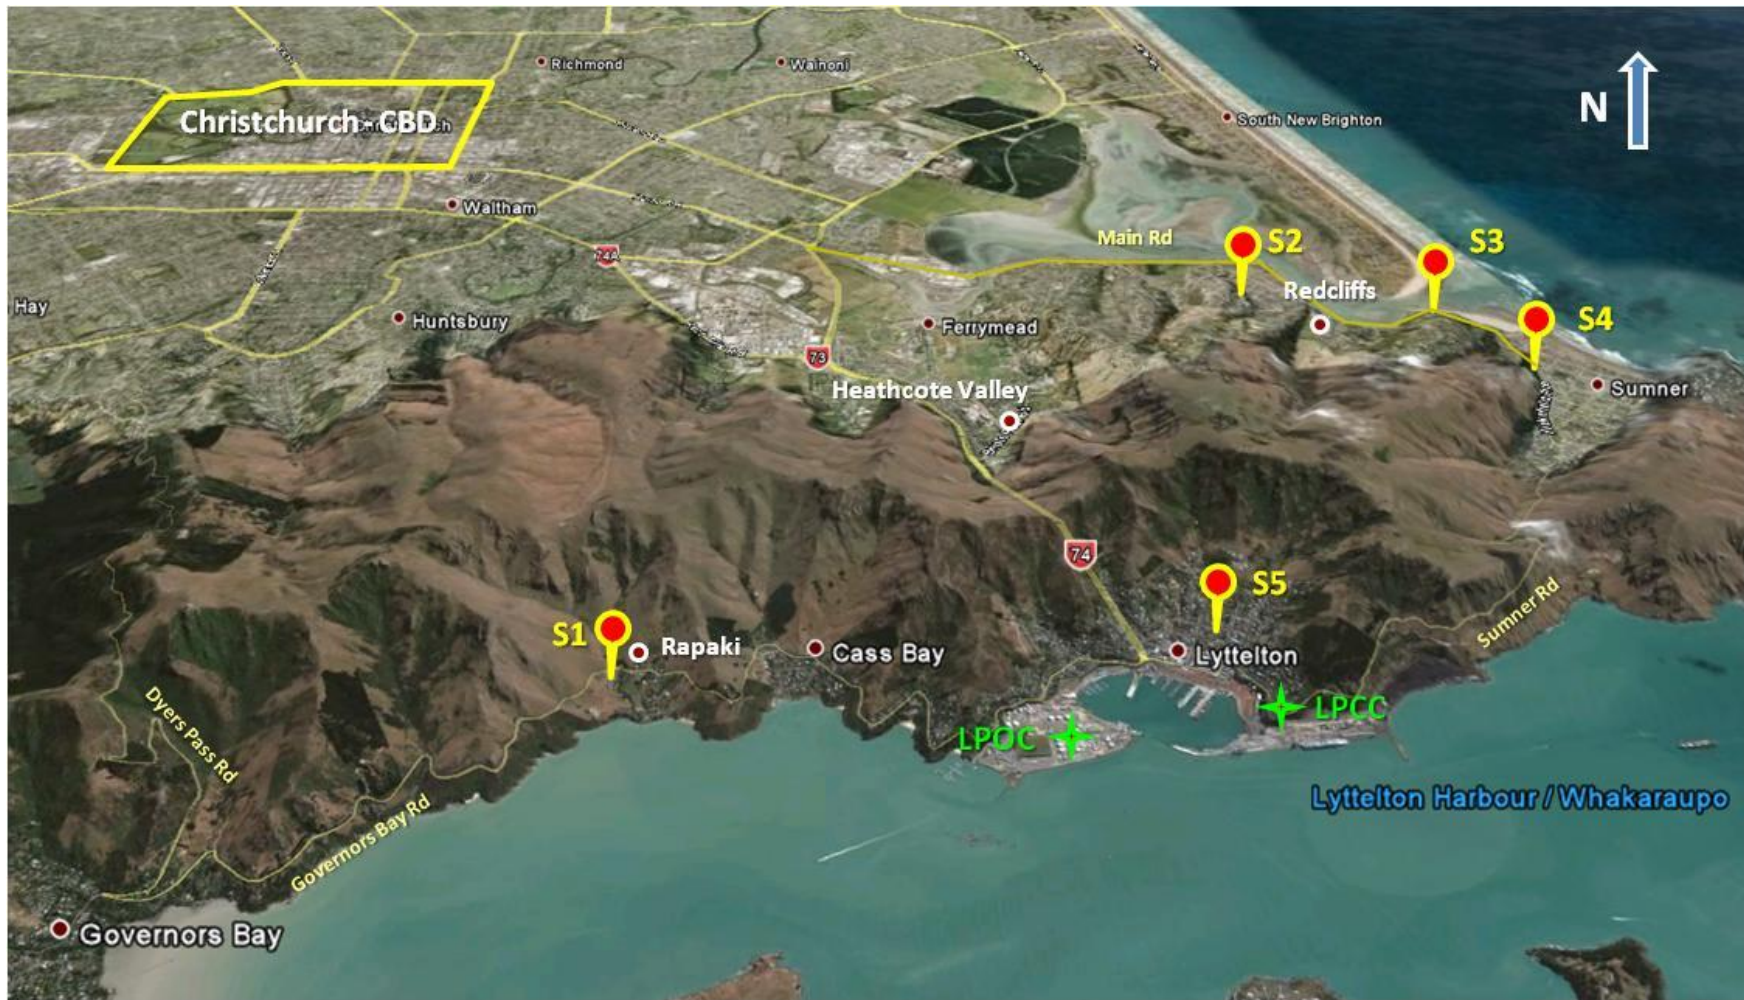 Richmond
Wainoni
N
Christchurch - CBD
South New Brighton
Waltham
Main Rd
S2
S3
74A
Redcliffs
Hay
Huntsbury
Ferrymead
S4
73
Heathcote Valley
Sumner
74
S5
S1
Rapaki
Cass Bay
Lyttelton
Sumner Rd
Dyers Pass Rd
LPOC
LPCC
Governors Bay Rd
Lyttelton Harbour / Whakaraupo
Governors Bay